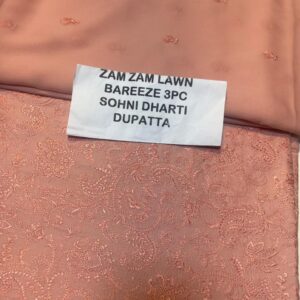 ZAM ZAM LAWN
BAREEZE 3PC
SOHNI DHARTI
DUPATTA